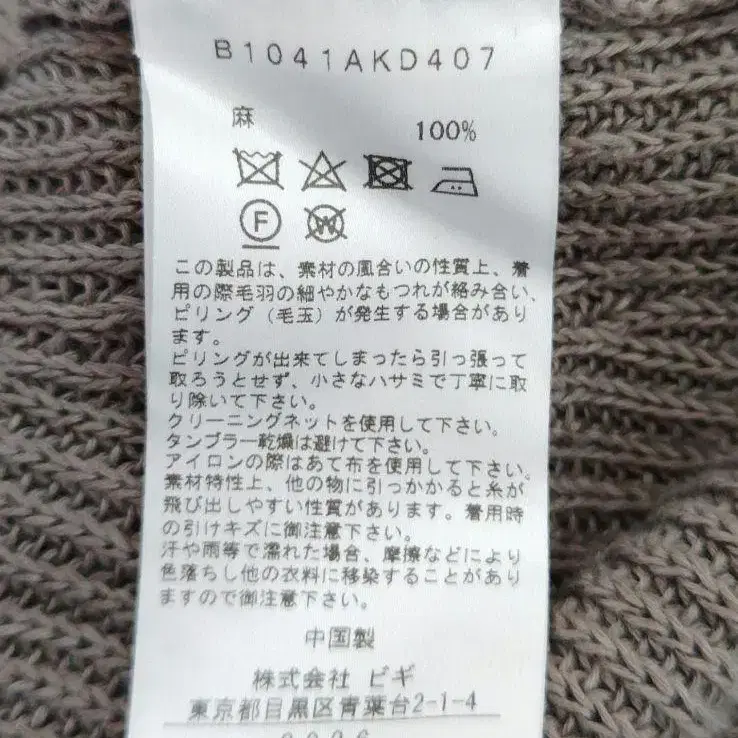 B1041AKD407
麻 100%
F W
この製品は、素材の風合いの性質上、着
用の際毛羽の細やかなもつれが絡み合い、
ピリング（毛玉）が発生する場合があり
ます。
ピリングが出来てしまったら引っ張って
取ろうとせず、小さなハサミで丁寧に取
り除いて下さい。
クリーニングネットを使用して下さい。
タンブラー乾燥は避けて下さい。
アイロンの際はあて布を使用して下さい。
素材特性上、他の物に引っかかると糸が
飛び出しやすい性質があります。着用時
の引けキズに御注意下さい。
汗や雨等で濡れた場合、摩擦などにより
色落ちし他の衣料に移染することがあり
ますので御注意下さい。
中国製
株式会社 ビギ
東京都目黒区青葉台2-1-4